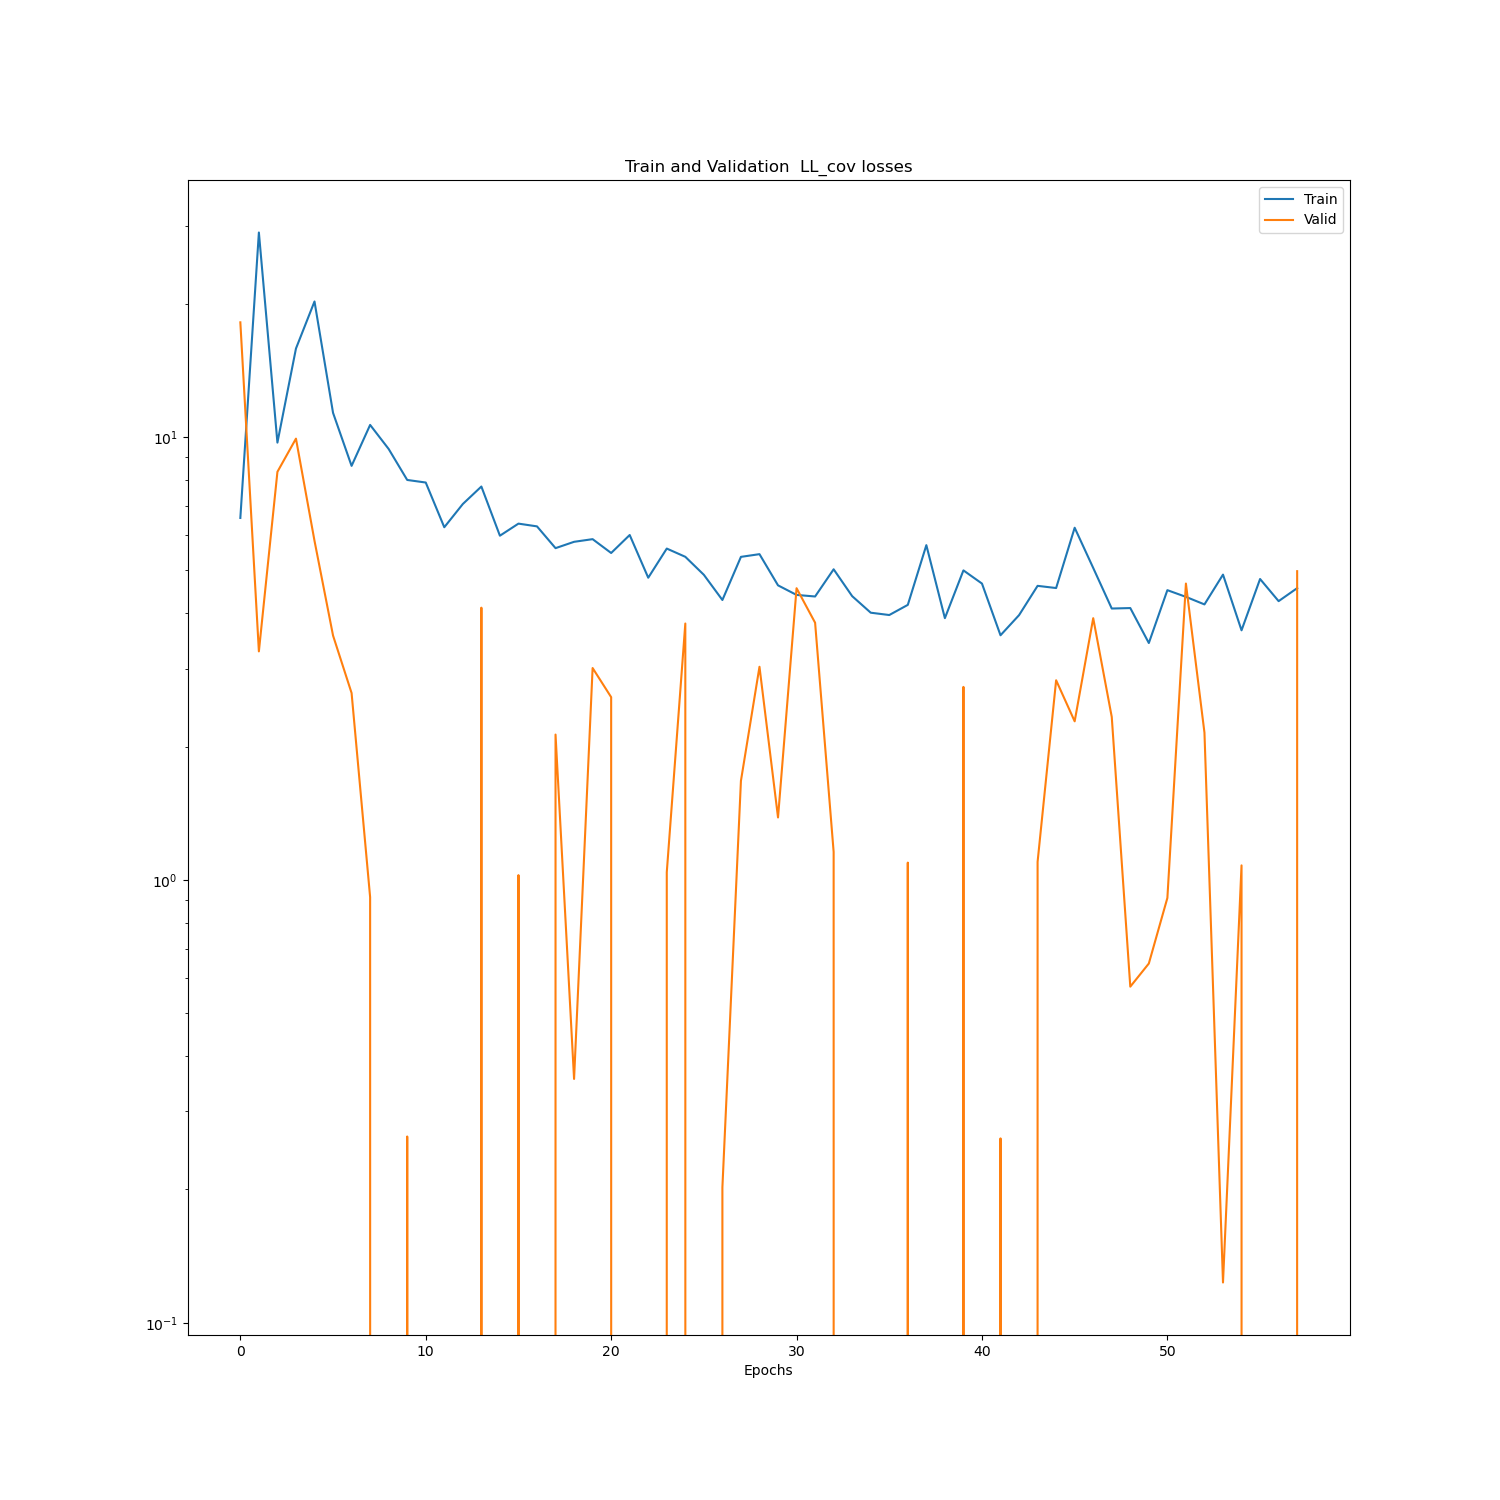 Train and Validation  LL_cov losses
Train
Valid
10¹
10⁰
10⁻¹
0 10 20 30 40 50
Epochs